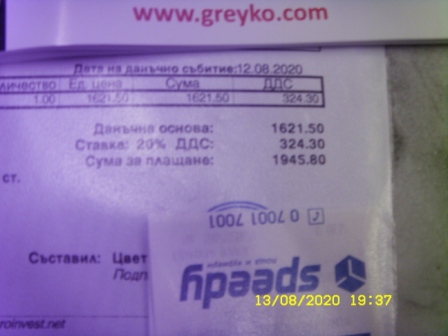 www.greyko.com
Дата на данъчно събитие:12.08.2020
личество Ед. цена Сума ДДС
1.00 1621.50 1621.50 324.30
Данъчна основа: 1621.50
Ставка: 20% ДДС: 324.30
Сума за плащане: 1945.80
ст.
0 7001 7001
Съставил: Цвет
speedy
Подп
13/08/2020 19:37
roinvest.net